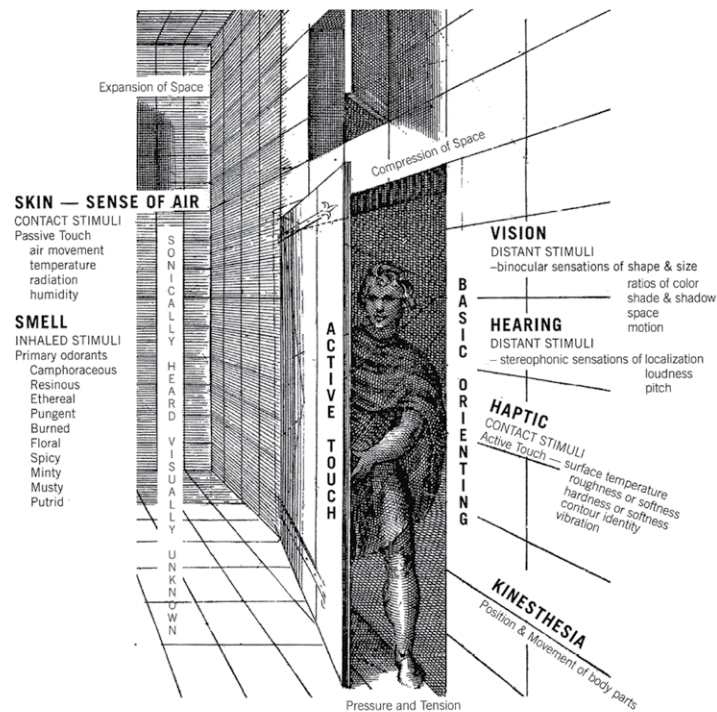 Expansion of Space
Compression of Space
SKIN — SENSE OF AIR
CONTACT STIMULI
Passive Touch
air movement
temperature
radiation
humidity
SMELL
INHALED STIMULI
Primary odorants
Camphoraceous
Resinous
Ethereal
Pungent
Burned
Floral
Spicy
Minty
Musty
Putrid
SONICALLY HEARD VISUALLY UNKNOWN
ACTIVE TOUCH
BASIC ORIENTING
VISION
DISTANT STIMULI
–binocular sensations of shape & size
ratios of color
shade & shadow
space
motion
HEARING
DISTANT STIMULI
– stereophonic sensations of localization
loudness
pitch
HAPTIC
CONTACT STIMULI
Active Touch — surface temperature
roughness or softness
hardness or softness
contour identity
vibration
KINESTHESIA
Position & Movement of body parts
Pressure and Tension